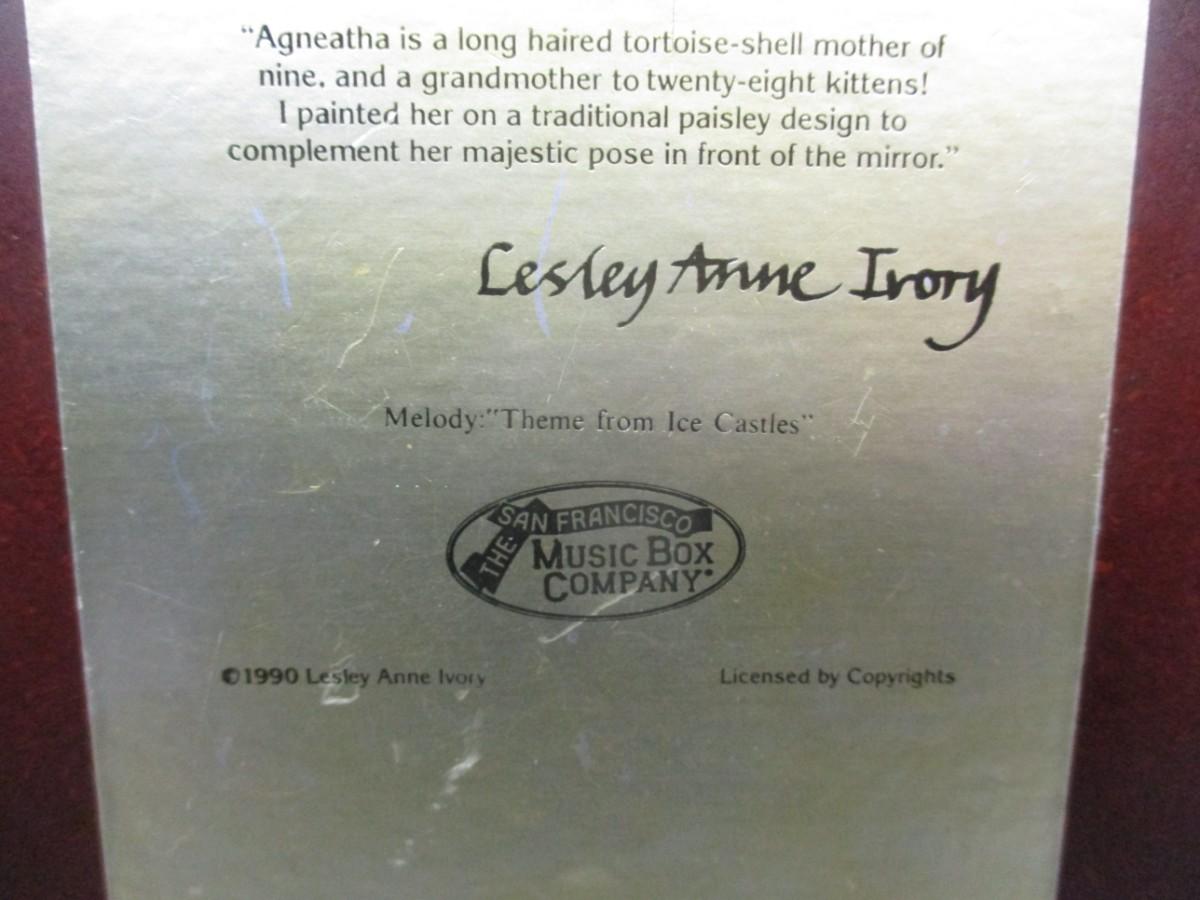 “Agneatha is a long haired tortoise-shell mother of
nine, and a grandmother to twenty-eight kittens!
I painted her on a traditional paisley design to
complement her majestic pose in front of the mirror.”
Lesley Anne Ivory
Melody:"Theme from Ice Castles"
THE SAN FRANCISCO
MUSIC BOX
COMPANY
©1990 Lesley Anne Ivory
Licensed by Copyrights